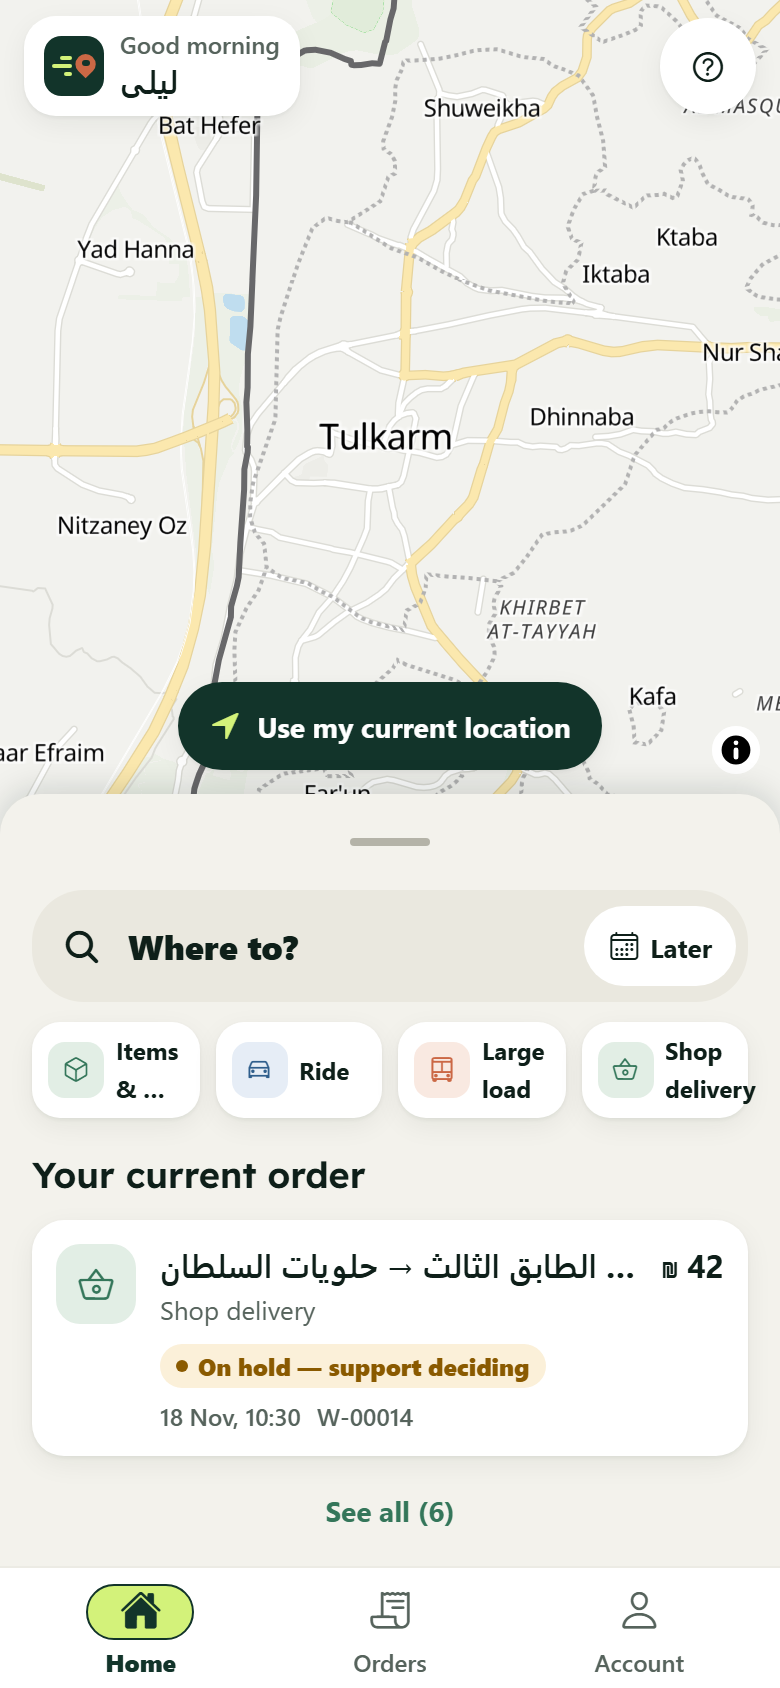 Good morning
ليلى
Bat Hefer
Shuweikha
Yad Hanna
Ktaba
Iktaba
Nur Sha
Tulkarm
Dhinnaba
Nitzaney Oz
KHIRBET
AT-TAYYAH
Kafa
ME
Use my current location
aar Efraim
Far'un
Where to?
Later
Items
& ...
Ride
Large
load
Shop
delivery
Your current order
حلويات السلطان → الطابق الثالث ...
₪ 42
Shop delivery
On hold — support deciding
18 Nov, 10:30 W-00014
See all (6)
Home
Orders
Account